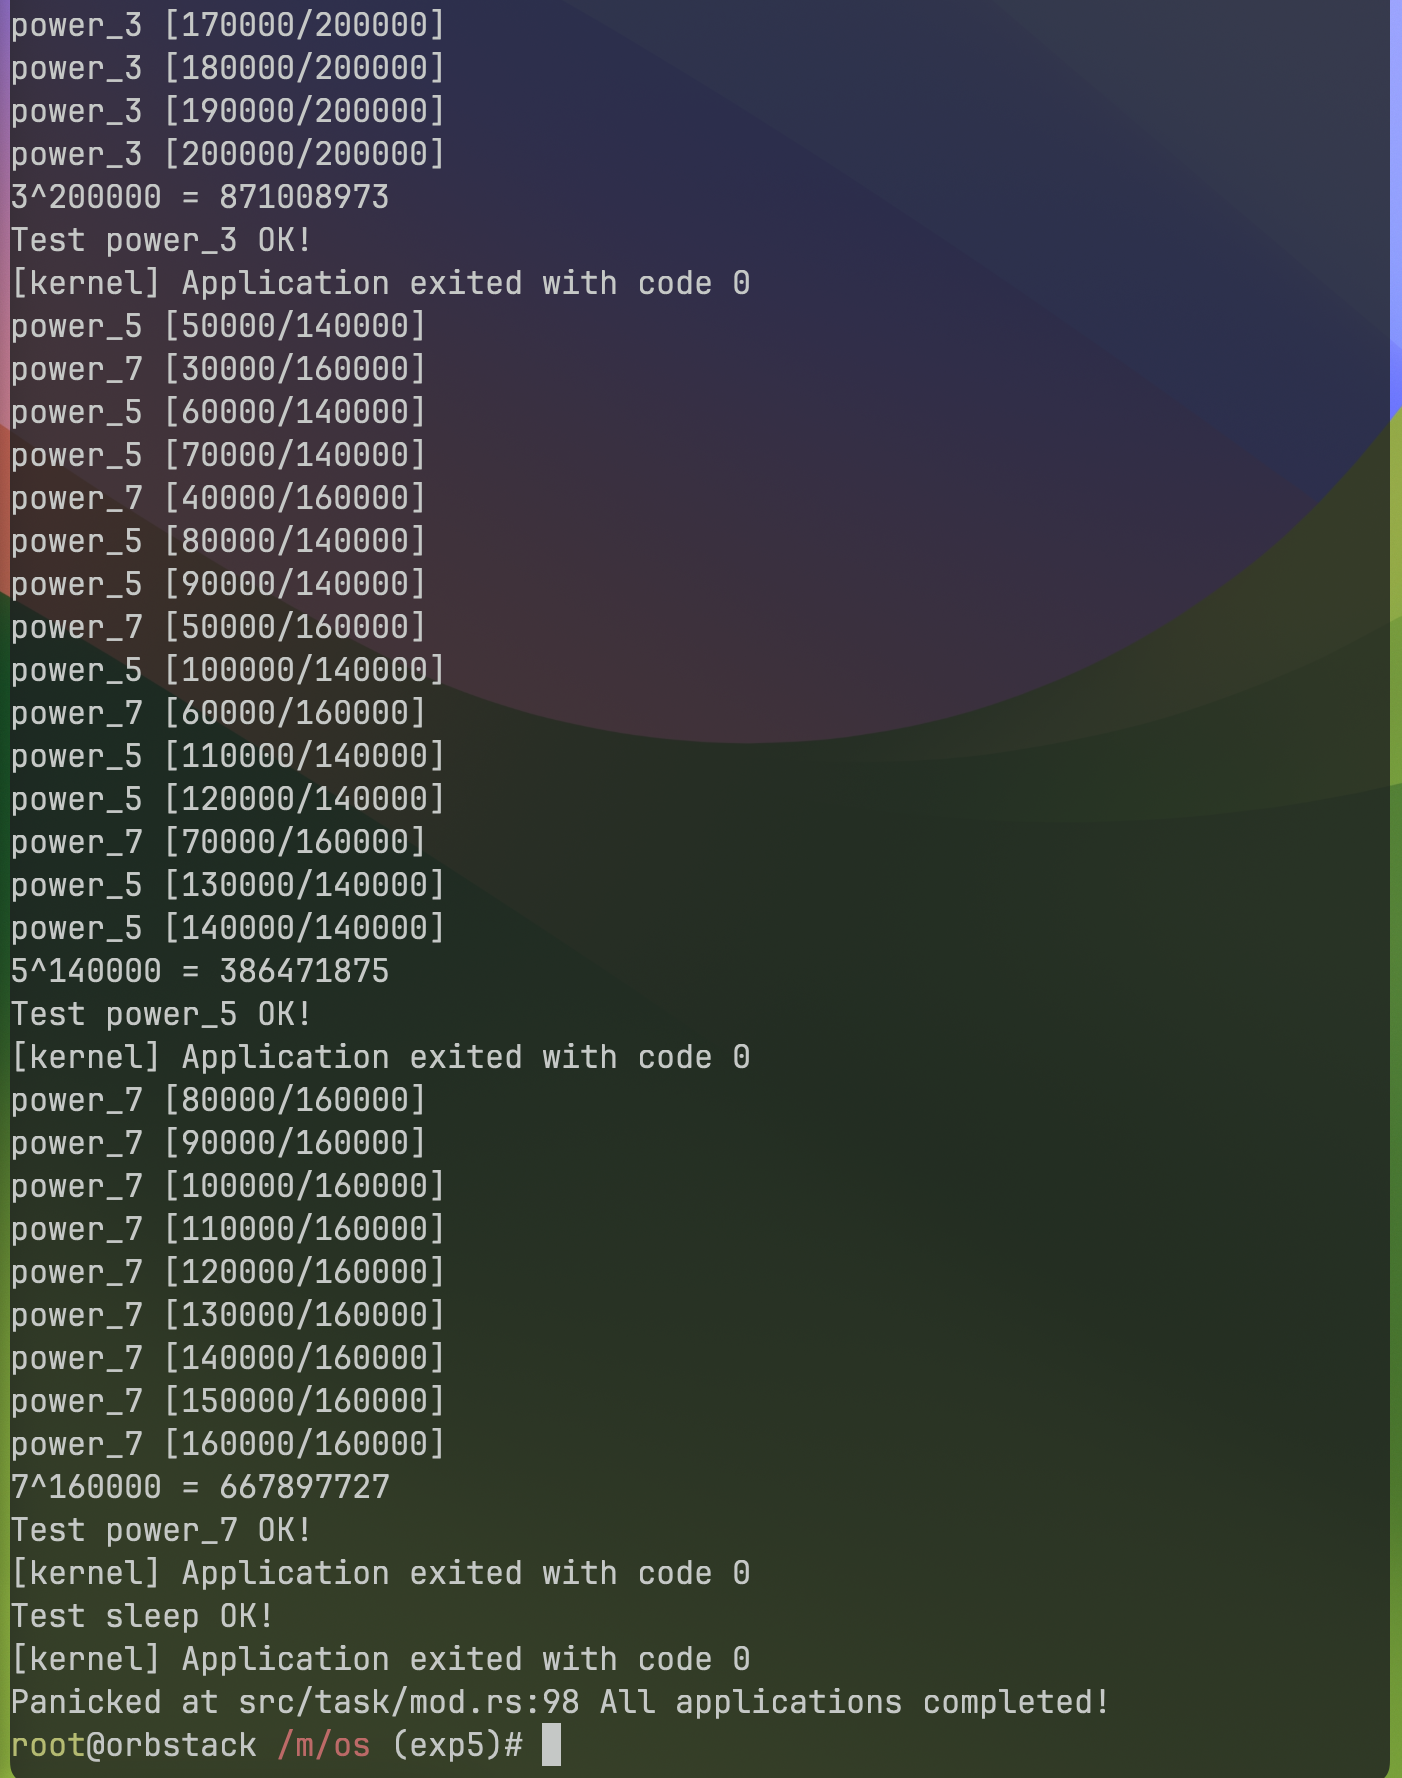 power_3 [170000/200000]
power_3 [180000/200000]
power_3 [190000/200000]
power_3 [200000/200000]
3^200000 = 871008973
Test power_3 OK!
[kernel] Application exited with code 0
power_5 [50000/140000]
power_7 [30000/160000]
power_5 [60000/140000]
power_5 [70000/140000]
power_7 [40000/160000]
power_5 [80000/140000]
power_5 [90000/140000]
power_7 [50000/160000]
power_5 [100000/140000]
power_7 [60000/160000]
power_5 [110000/140000]
power_5 [120000/140000]
power_7 [70000/160000]
power_5 [130000/140000]
power_5 [140000/140000]
5^140000 = 386471875
Test power_5 OK!
[kernel] Application exited with code 0
power_7 [80000/160000]
power_7 [90000/160000]
power_7 [100000/160000]
power_7 [110000/160000]
power_7 [120000/160000]
power_7 [130000/160000]
power_7 [140000/160000]
power_7 [150000/160000]
power_7 [160000/160000]
7^160000 = 667897727
Test power_7 OK!
[kernel] Application exited with code 0
Test sleep OK!
[kernel] Application exited with code 0
Panicked at src/task/mod.rs:98 All applications completed!
root@orbstack /m/os (exp5)#